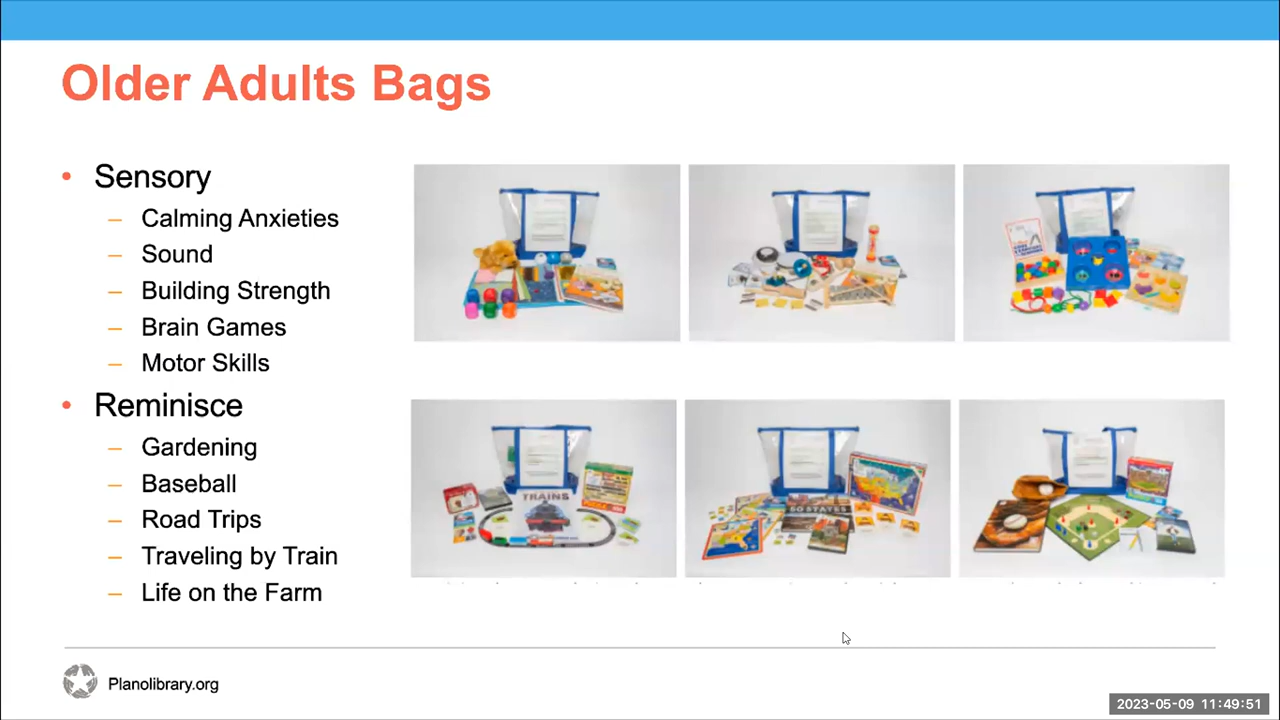 Older Adults Bags
• Sensory
– Calming Anxieties
– Sound
– Building Strength
– Brain Games
– Motor Skills
• Reminisce
– Gardening
– Baseball
– Road Trips
– Traveling by Train
– Life on the Farm
TRAINS
50 STATES
Planolibrary.org
2023-05-09 11:49:51